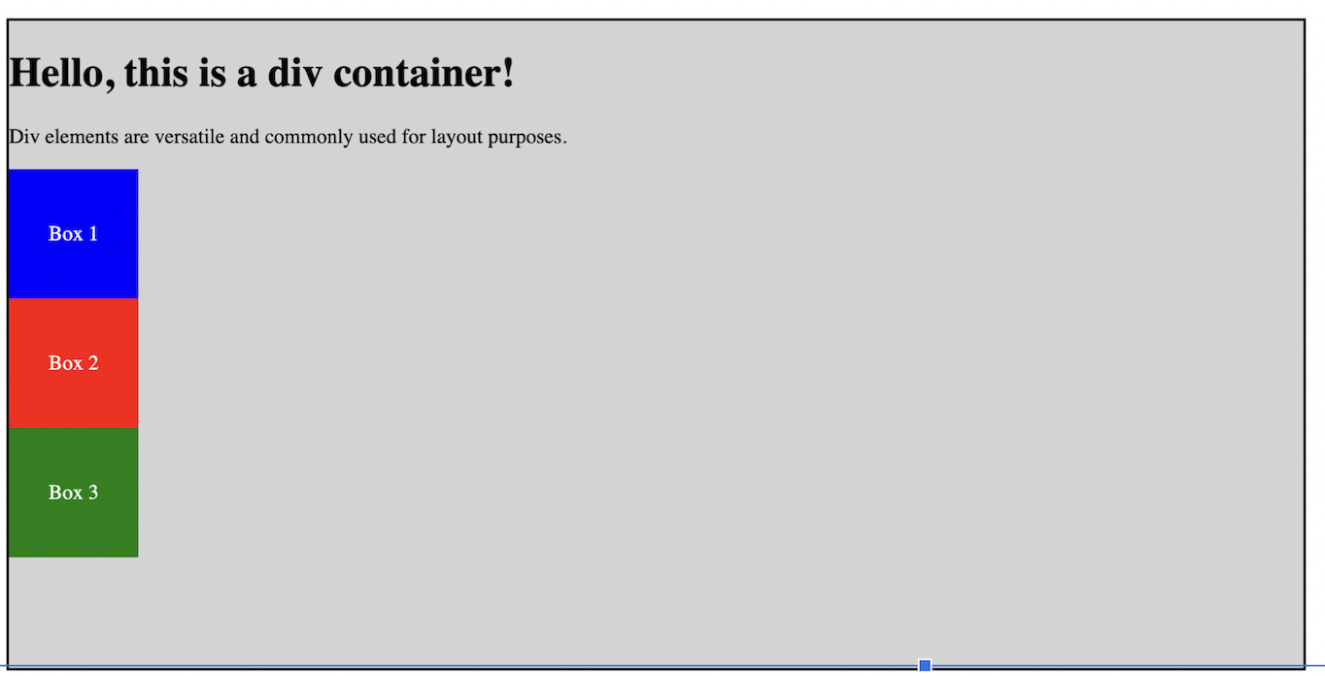 Hello, this is a div container!
Div elements are versatile and commonly used for layout purposes.
Box 1
Box 2
Box 3